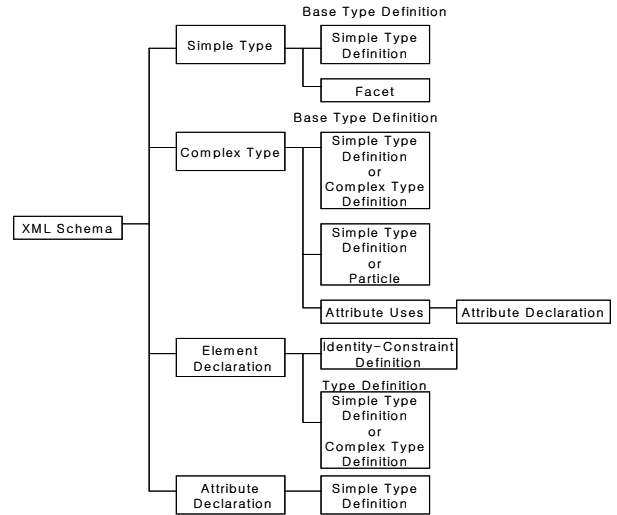 Base Type Definition
Simple Type
Simple Type
Definition
Facet
Base Type Definition
Complex Type
Simple Type
Definition
or
Complex Type
Definition
XML Schema
Simple Type
Definition
or
Particle
Attribute Uses
Attribute Declaration
Element
Declaration
Identity-Constraint
Definition
Type Definition
Simple Type
Definition
or
Complex Type
Definition
Attribute
Declaration
Simple Type
Definition